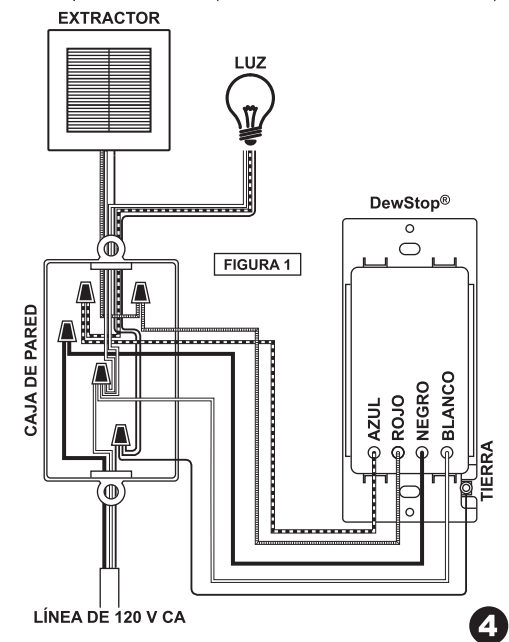 EXTRACTOR
LUZ
DewStop®
FIGURA 1
CAJA DE PARED
AZUL
ROJO
NEGRO
BLANCO
TIERRA
LÍNEA DE 120 V CA
4